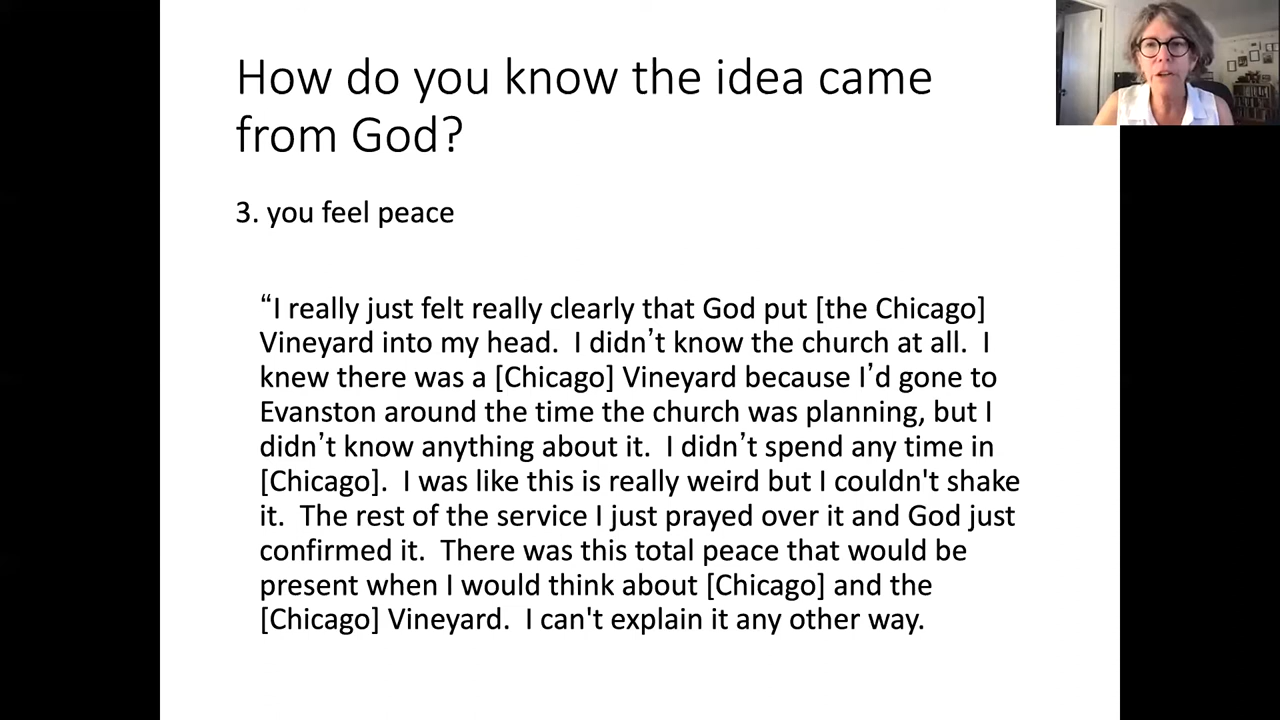 How do you know the idea came
from God?
3. you feel peace
“I really just felt really clearly that God put [the Chicago]
Vineyard into my head.  I didn’t know the church at all.  I
knew there was a [Chicago] Vineyard because I’d gone to
Evanston around the time the church was planning, but I
didn’t know anything about it.  I didn’t spend any time in
[Chicago].  I was like this is really weird but I couldn't shake
it.  The rest of the service I just prayed over it and God just
confirmed it.  There was this total peace that would be
present when I would think about [Chicago] and the
[Chicago] Vineyard.  I can't explain it any other way.